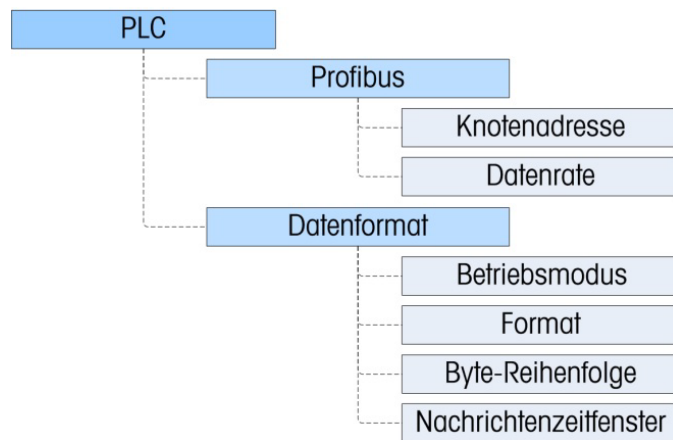 PLC
Profibus
Knotenadresse
Datenrate
Datenformat
Betriebsmodus
Format
Byte-Reihenfolge
Nachrichtenzeitfenster